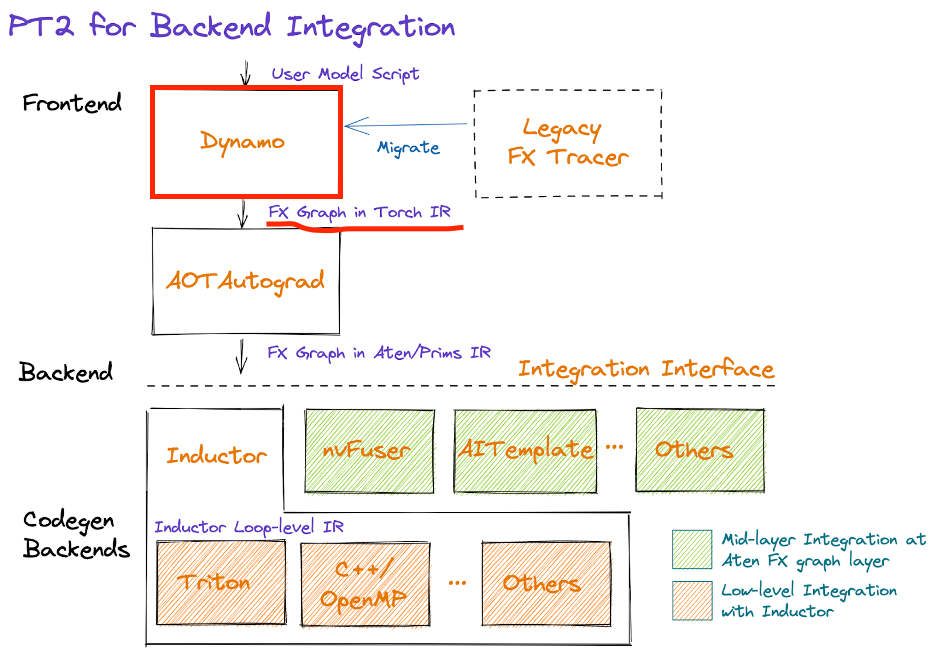 PT2 for Backend Integration
User Model Script
Frontend
Dynamo
Migrate
Legacy
FX Tracer
FX Graph in Torch IR
AOTAutograd
FX Graph in Aten/Prims IR
Backend
Integration Interface
Inductor
nvFuser
AITemplate
...
Others
Codegen
Backends
Inductor Loop-level IR
Triton
C++/
OpenMP
...
Others
Mid-layer Integration at
Aten FX graph layer
Low-level Integration
with Inductor